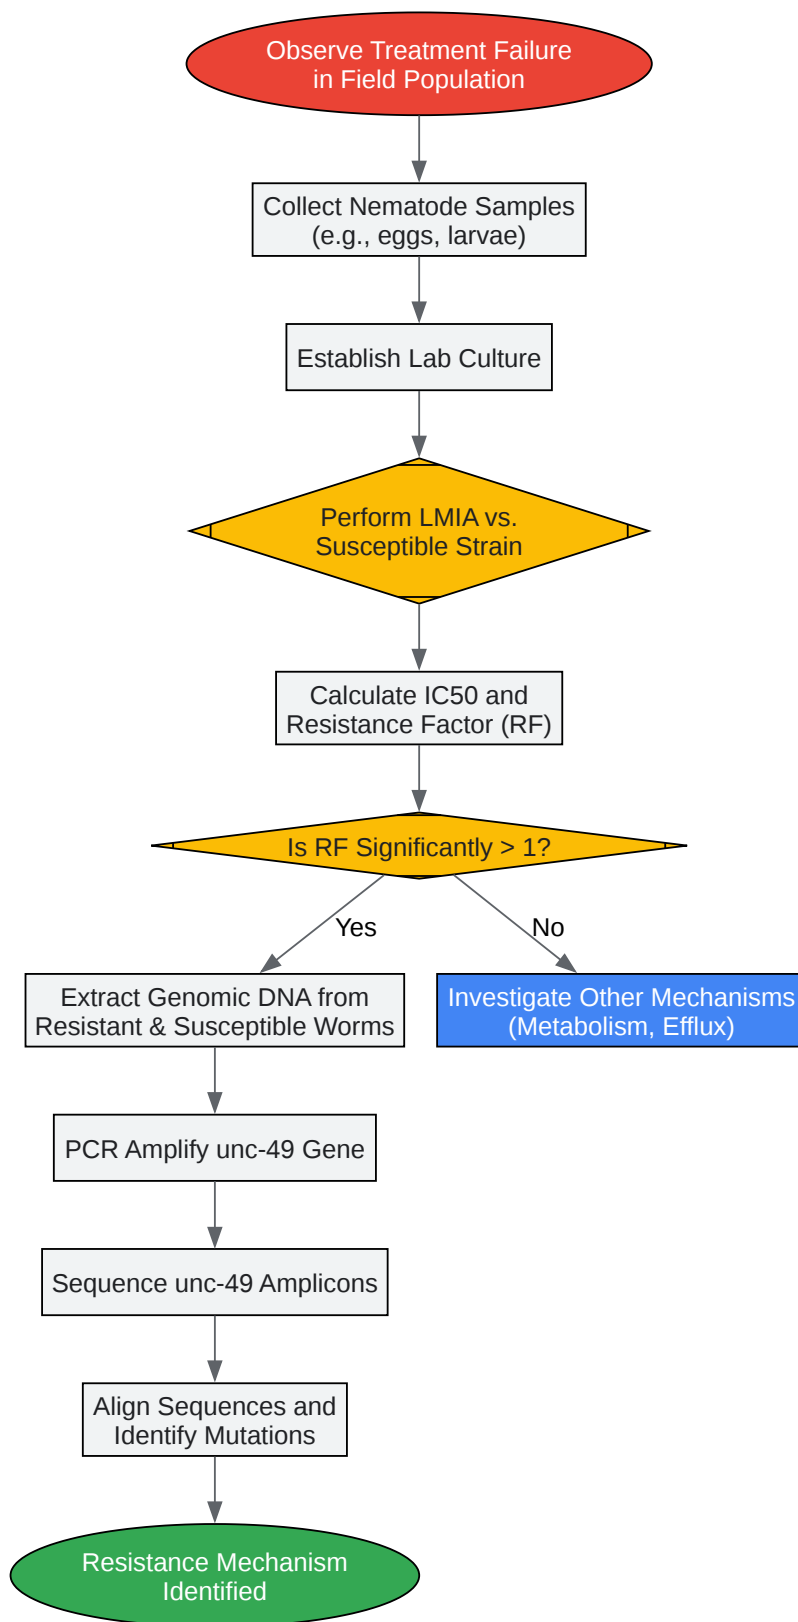 Observe Treatment Failure
in Field Population
Collect Nematode Samples
(e.g., eggs, larvae)
Establish Lab Culture
Perform LMIA vs.
Susceptible Strain
Calculate IC50 and
Resistance Factor (RF)
Is RF Significantly > 1?
Yes
No
Extract Genomic DNA from
Resistant & Susceptible Worms
Investigate Other Mechanisms
(Metabolism, Efflux)
PCR Amplify unc-49 Gene
Sequence unc-49 Amplicons
Align Sequences and
Identify Mutations
Resistance Mechanism
Identified